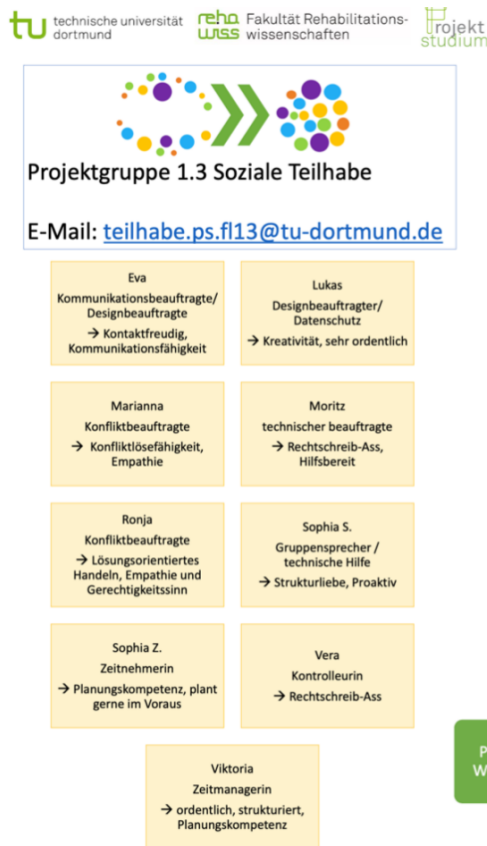 tu technische universität
dortmund
reha
wiss
Fakultät Rehabilitations-
wissenschaften
Projekt
studium
Projektgruppe 1.3 Soziale Teilhabe
E-Mail: teilhabe.ps.fl13@tu-dortmund.de
Eva
Kommunikationsbeauftragte/
Designbeauftragte
→ Kontaktfreudig,
Kommunikationsfähigkeit
Lukas
Designbeauftragter/
Datenschutz
→ Kreativität, sehr ordentlich
Marianna
Konfliktbeauftragte
→ Konfliktlösefähigkeit,
Empathie
Moritz
technischer beauftragte
→ Rechtschreib-Ass,
Hilfsbereit
Ronja
Konfliktbeauftragte
→ Lösungsorientiertes
Handeln, Empathie und
Gerechtigkeitssinn
Sophia S.
Gruppensprecher /
technische Hilfe
→ Strukturliebe, Proaktiv
Sophia Z.
Zeitnehmerin
→ Planungskompetenz, plant
gerne im Voraus
Vera
Kontrolleurin
→ Rechtschreib-Ass
Viktoria
Zeitmanagerin
→ ordentlich, strukturiert,
Planungskompetenz